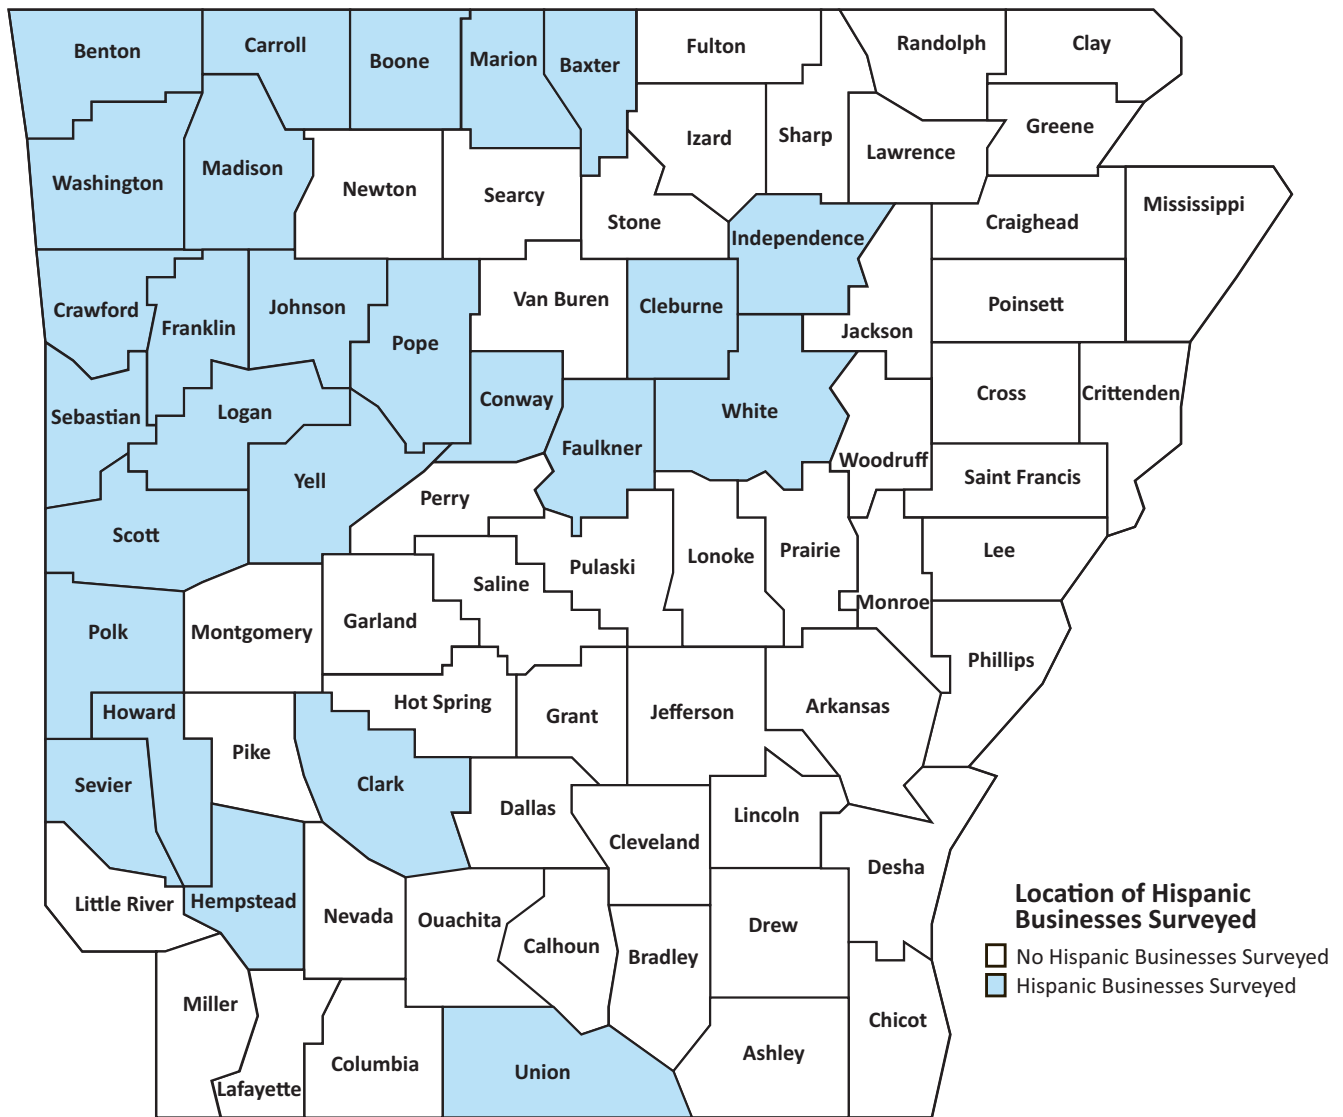 Benton
Carroll
Boone
Marion
Baxter
Fulton
Randolph
Clay
Washington
Madison
Newton
Searcy
Stone
Izard
Sharp
Lawrence
Greene
Craighead
Mississippi
Independence
Crawford
Franklin
Johnson
Pope
Van Buren
Cleburne
Jackson
Poinsett
Sebastian
Logan
Conway
White
Cross
Crittenden
Yell
Faulkner
Woodruff
Saint Francis
Scott
Perry
Pulaski
Lonoke
Prairie
Lee
Saline
Monroe
Polk
Montgomery
Garland
Phillips
Howard
Hot Spring
Grant
Jefferson
Arkansas
Pike
Sevier
Clark
Dallas
Cleveland
Lincoln
Desha
Little River
Hempstead
Nevada
Ouachita
Calhoun
Bradley
Drew
Miller
Lafayette
Columbia
Union
Ashley
Chicot
Location of Hispanic
Businesses Surveyed
No Hispanic Businesses Surveyed
Hispanic Businesses Surveyed